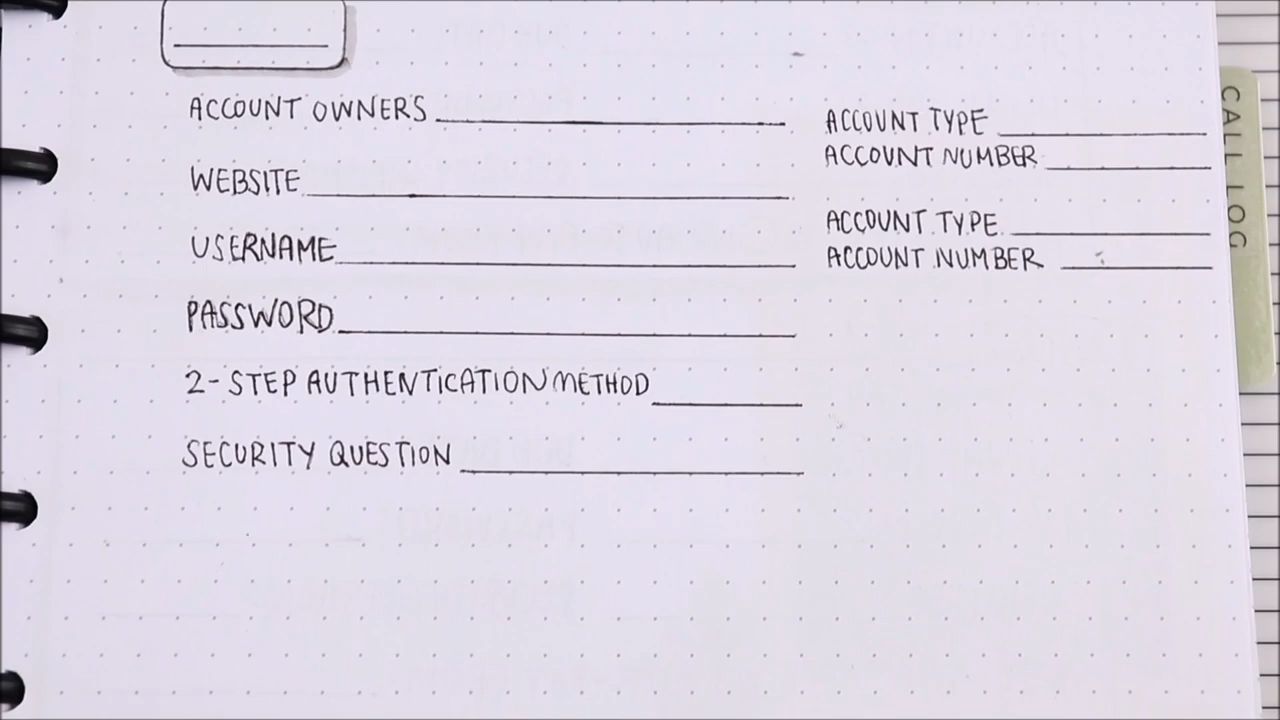 ACCOUNT OWNERS
WEBSITE
USERNAME
PASSWORD
2-STEP AUTHENTICATION METHOD
SECURITY QUESTION
ACCOUNT TYPE
ACCOUNT NUMBER
ACCOUNT TYPE
ACCOUNT NUMBER
CALL LOG